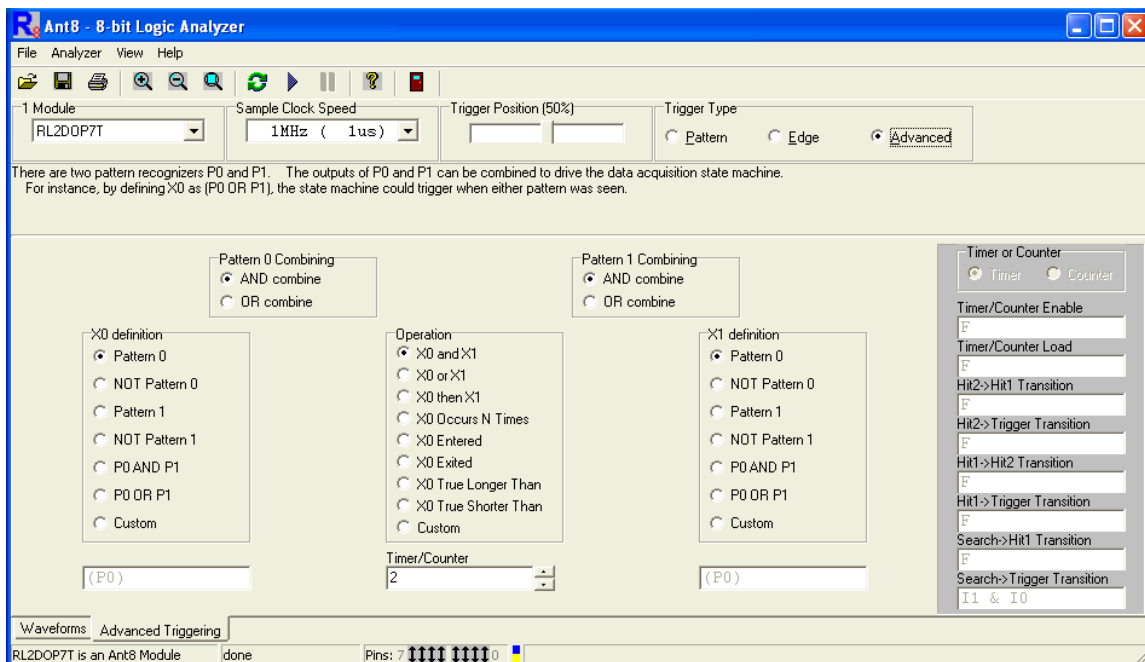 Ant8 - 8-bit Logic Analyzer
File Analyzer View Help
1 Module
RL2DOP7T
Sample Clock Speed
1MHz ( 1us)
Trigger Position (50%)
Trigger Type
Pattern
Edge
Advanced
There are two pattern recognizers P0 and P1. The outputs of P0 and P1 can be combined to drive the data acquisition state machine.
For instance, by defining X0 as (P0 OR P1), the state machine could trigger when either pattern was seen.
Pattern 0 Combining
AND combine
OR combine
Pattern 1 Combining
AND combine
OR combine
X0 definition
Pattern 0
NOT Pattern 0
Pattern 1
NOT Pattern 1
P0 AND P1
P0 OR P1
Custom
(P0)
Operation
X0 and X1
X0 or X1
X0 then X1
X0 Occurs N Times
X0 Entered
X0 Exited
X0 True Longer Than
X0 True Shorter Than
Custom
Timer/Counter
2
X1 definition
Pattern 0
NOT Pattern 0
Pattern 1
NOT Pattern 1
P0 AND P1
P0 OR P1
Custom
(P0)
Timer or Counter
Timer
Counter
Timer/Counter Enable
F
Timer/Counter Load
F
Hit2->Hit1 Transition
F
Hit2->Trigger Transition
F
Hit1->Hit2 Transition
F
Hit1->Trigger Transition
F
Search->Hit1 Transition
F
Search->Trigger Transition
I1 & I0
Waveforms
Advanced Triggering
RL2DOP7T is an Ant8 Module
done
Pins: 7 0